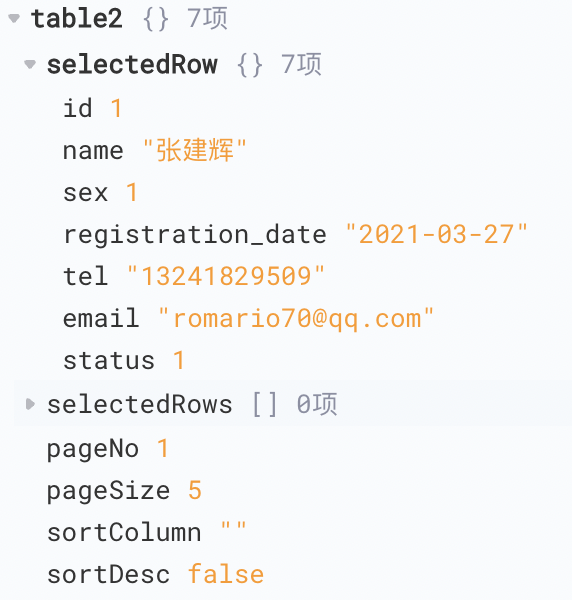 table2 {} 7项
selectedRow {} 7项
id 1
name "张建辉"
sex 1
registration_date "2021-03-27"
tel "13241829509"
email "romario70@qq.com"
status 1
selectedRows [] 0项
pageNo 1
pageSize 5
sortColumn ""
sortDesc false